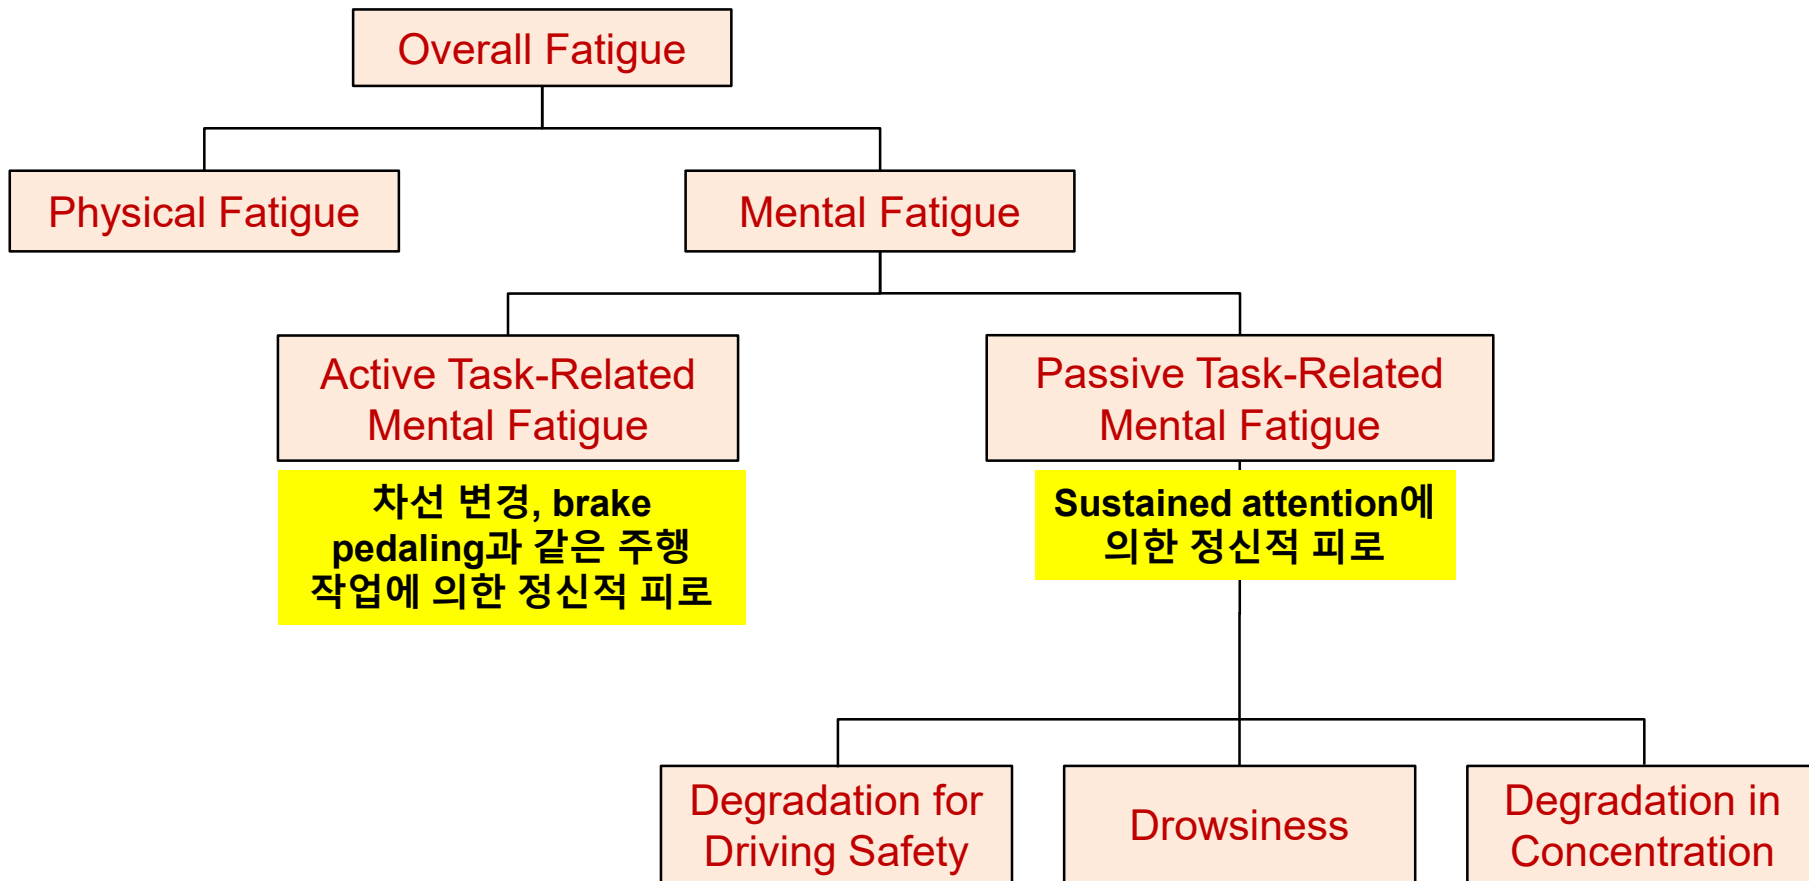 Overall Fatigue
Physical Fatigue
Mental Fatigue
Active Task-Related
Mental Fatigue
Passive Task-Related
Mental Fatigue
차선 변경, brake
pedaling과 같은 주행
작업에 의한 정신적 피로
Sustained attention에
의한 정신적 피로
Degradation for
Driving Safety
Drowsiness
Degradation in
Concentration